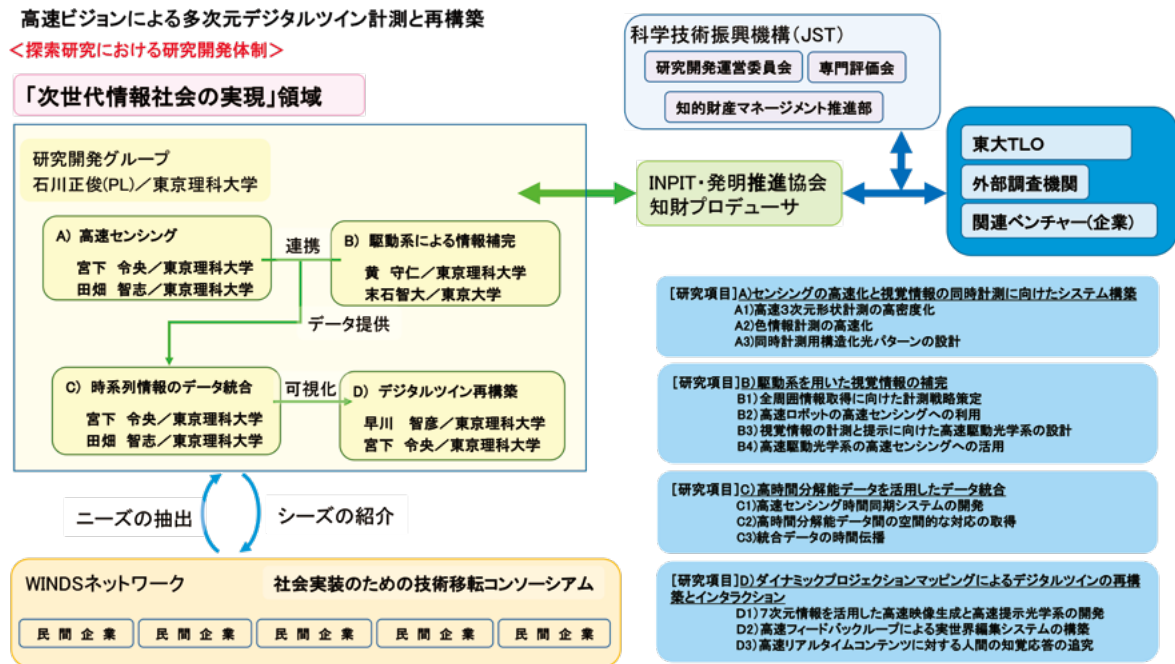 高速ビジョンによる多次元デジタルツイン計測と再構築
＜探索研究における研究開発体制＞
「次世代情報社会の実現」領域
研究開発グループ
石川正俊(PL)／東京理科大学
A) 高速センシング
宮下 令央／東京理科大学
田畑 智志／東京理科大学
連携
B) 駆動系による情報補完
黄 守仁／東京理科大学
末石智大／東京大学
データ提供
C) 時系列情報のデータ統合
宮下 令央／東京理科大学
田畑 智志／東京理科大学
可視化
D) デジタルツイン再構築
早川 智彦／東京理科大学
宮下 令央／東京理科大学
ニーズの抽出
シーズの紹介
WINDSネットワーク
社会実装のための技術移転コンソーシアム
民間企業
民間企業
民間企業
民間企業
民間企業
科学技術振興機構(JST)
研究開発運営委員会
専門評価会
知的財産マネージメント推進部
INPIT・発明推進協会
知財プロデューサ
東大TLO
外部調査機関
関連ベンチャー(企業)
[研究項目]A)センシングの高速化と視覚情報の同時計測に向けたシステム構築
A1)高速3次元形状計測の高密度化
A2)色情報計測の高速化
A3)同時計測用構造化光パターンの設計
[研究項目]B)駆動系を用いた視覚情報の補完
B1)全周囲情報取得に向けた計測戦略策定
B2)高速ロボットの高速センシングへの利用
B3)視覚情報の計測と提示に向けた高速駆動光学系の設計
B4)高速駆動光学系の高速センシングへの活用
[研究項目]C)高時間分解能データを活用したデータ統合
C1)高速センシング時間同期システムの開発
C2)高時間分解能データ間の空間的な対応の取得
C3)統合データの時間伝播
[研究項目]D)ダイナミックプロジェクションマッピングによるデジタルツインの再構
築とインタラクション
D1)7次元情報を活用した高速映像生成と高速提示光学系の開発
D2)高速フィードバックループによる実世界編集システムの構築
D3)高速リアルタイムコンテンツに対する人間の知覚応答の追究